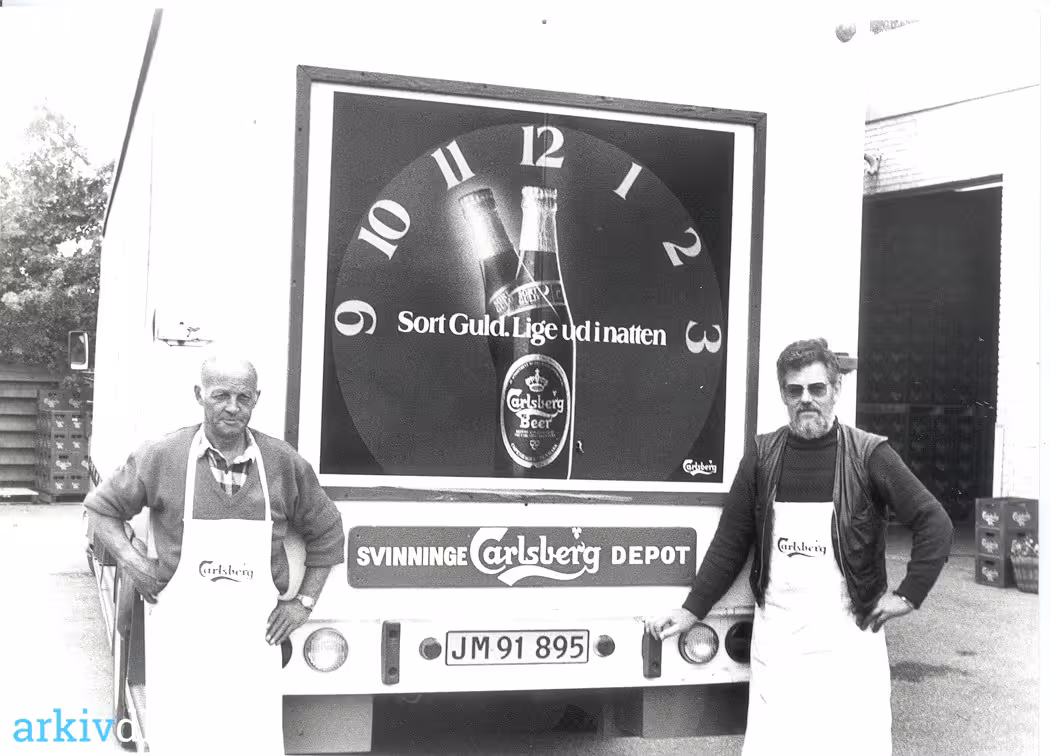 12
11
1
10
2
9
3
Sort Guld. Lige ud i natten
Carlsberg
Beer
Carlsberg
SVINNINGE Carlsberg DEPOT
Carlsberg
Carlsberg
JM 91 895
arkivd